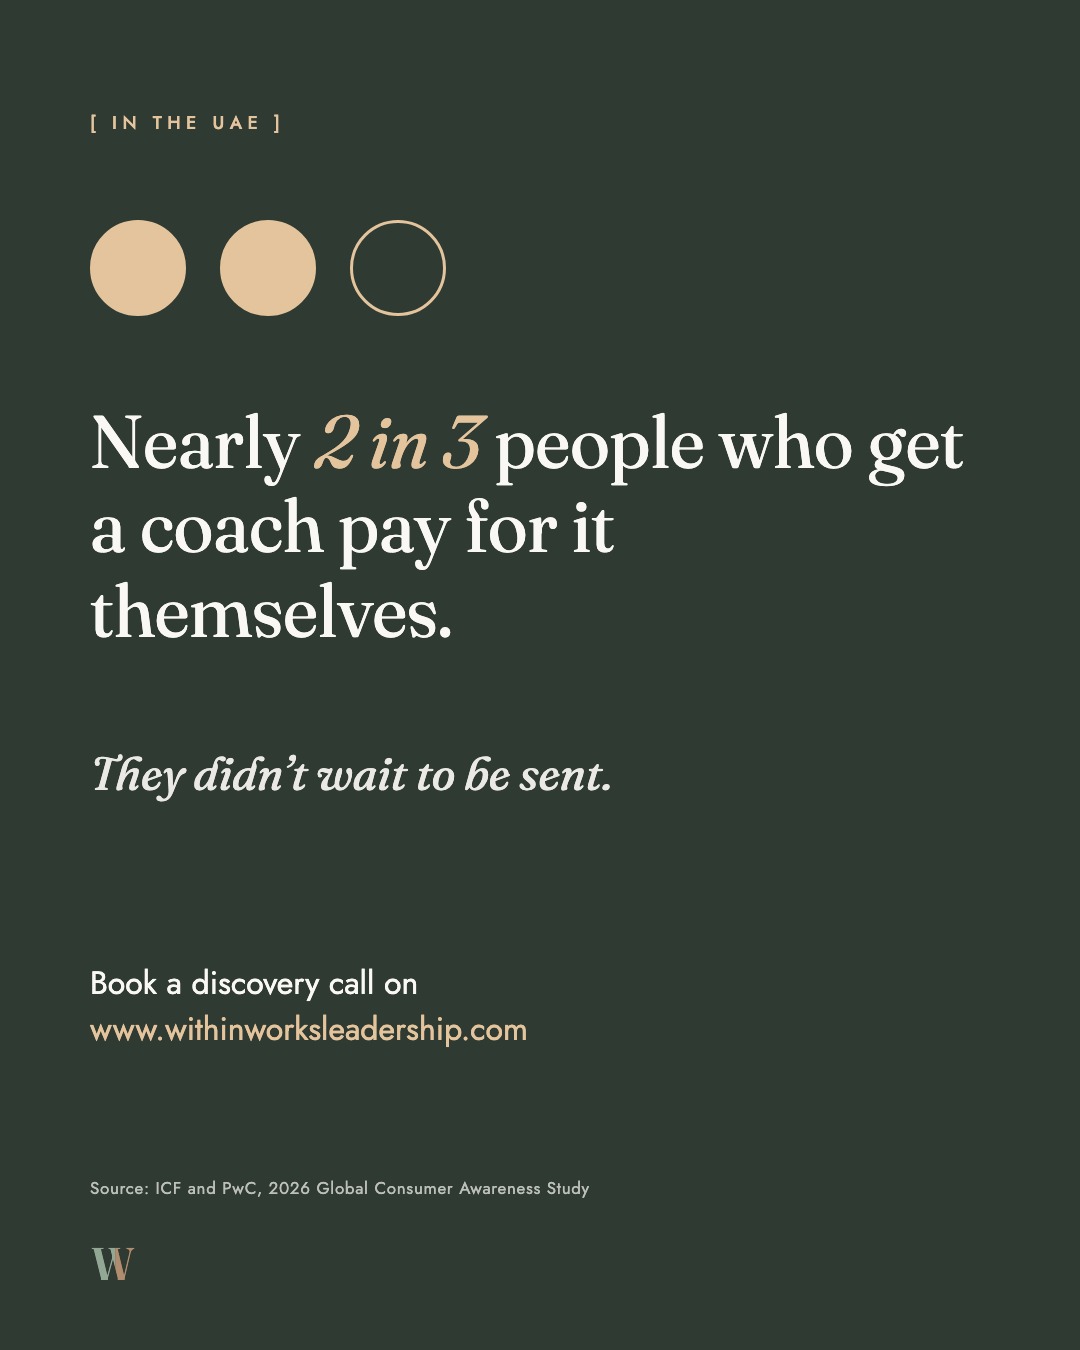 [ IN THE UAE ]
Nearly 2 in 3 people who get
a coach pay for it
themselves.
They didn’t wait to be sent.
Book a discovery call on
www.withinworksleadership.com
Source: ICF and PwC, 2026 Global Consumer Awareness Study
W